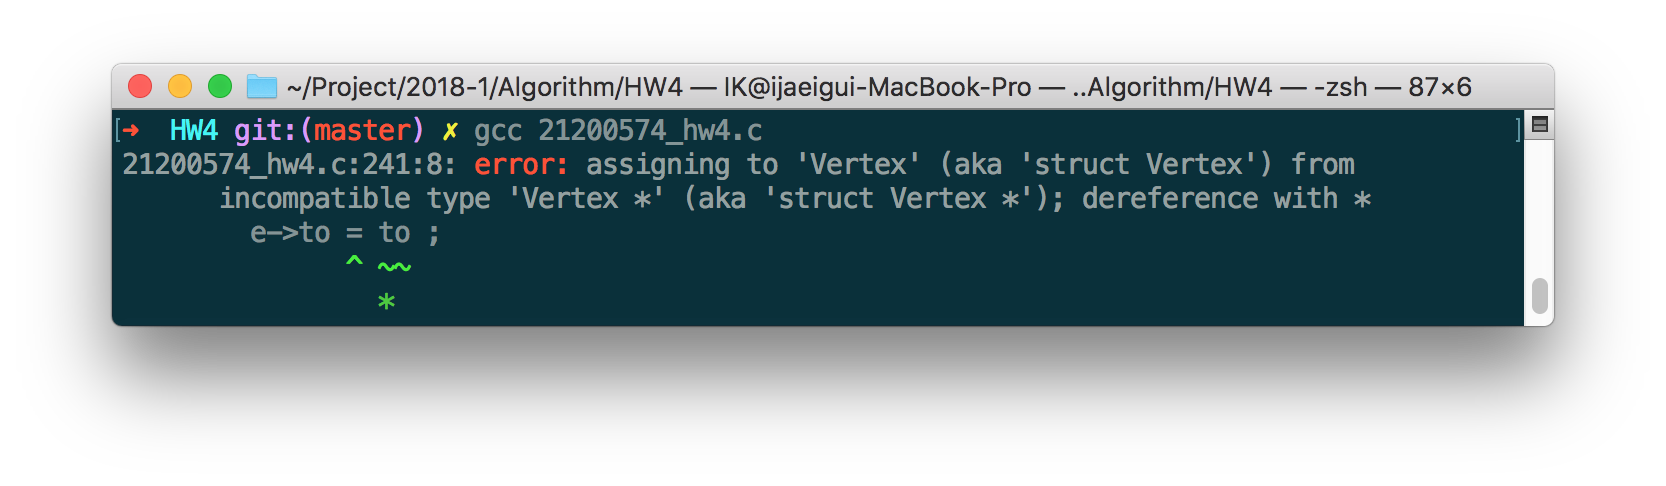 ~/Project/2018-1/Algorithm/HW4 — IK@ijaeigui-MacBook-Pro — ..Algorithm/HW4 — -zsh — 87×6
[➜  HW4 git:(master) ✗ gcc 21200574_hw4.c ]
21200574_hw4.c:241:8: error: assigning to 'Vertex' (aka 'struct Vertex') from
      incompatible type 'Vertex *' (aka 'struct Vertex *'); dereference with *
        e->to = to ;
              ^ ~~
                *